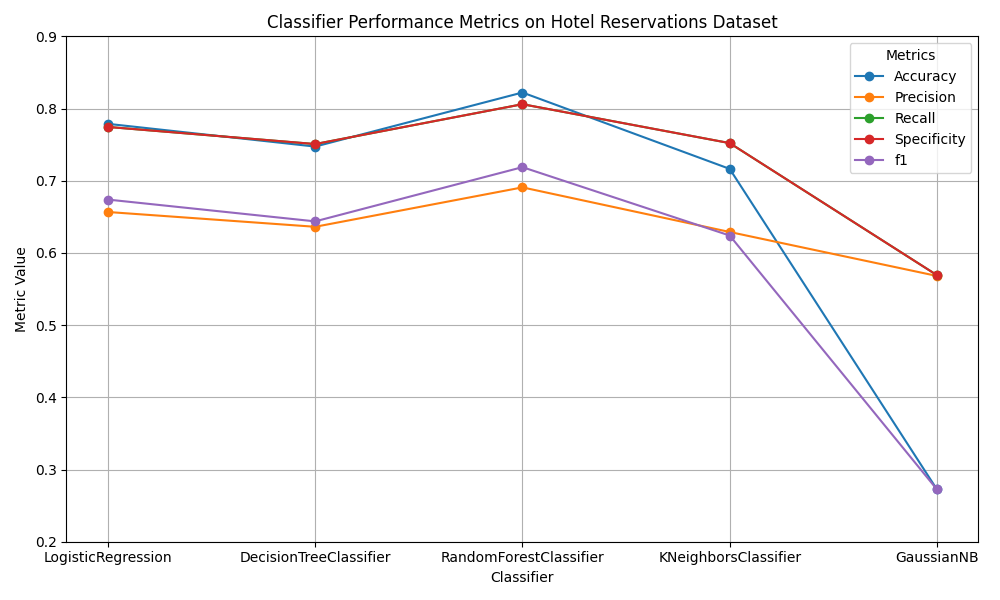 Classifier Performance Metrics on Hotel Reservations Dataset
Metrics
Accuracy
Precision
Recall
Specificity
f1
Metric Value
0.9
0.8
0.7
0.6
0.5
0.4
0.3
0.2
LogisticRegression DecisionTreeClassifier RandomForestClassifier KNeighborsClassifier GaussianNB
Classifier